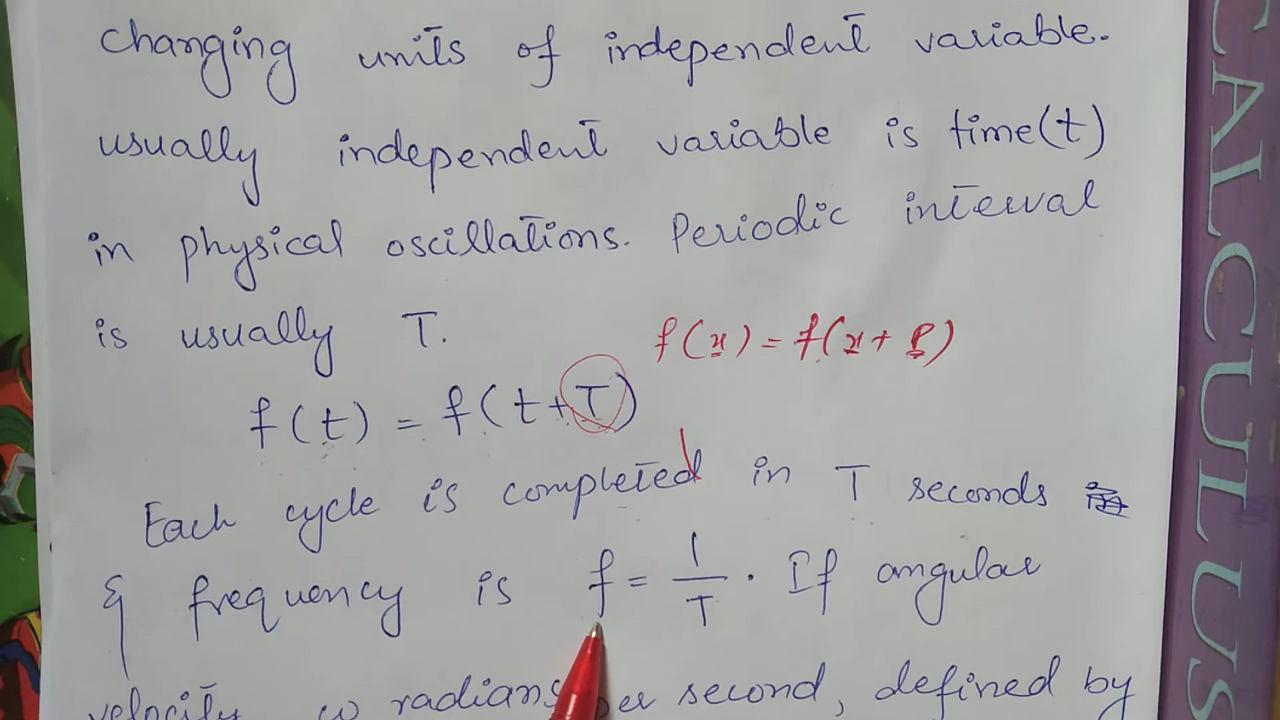 changing units of independent variable.
usually independent variable is time(t)
in physical oscillations. Periodic interval
is usually T.
f(x) = f(x + P)
f(t) = f(t+T)
Each cycle is completed in T seconds
& frequency is f = 1/T . If angular
velocity ω radians per second, defined by
CALCULUS